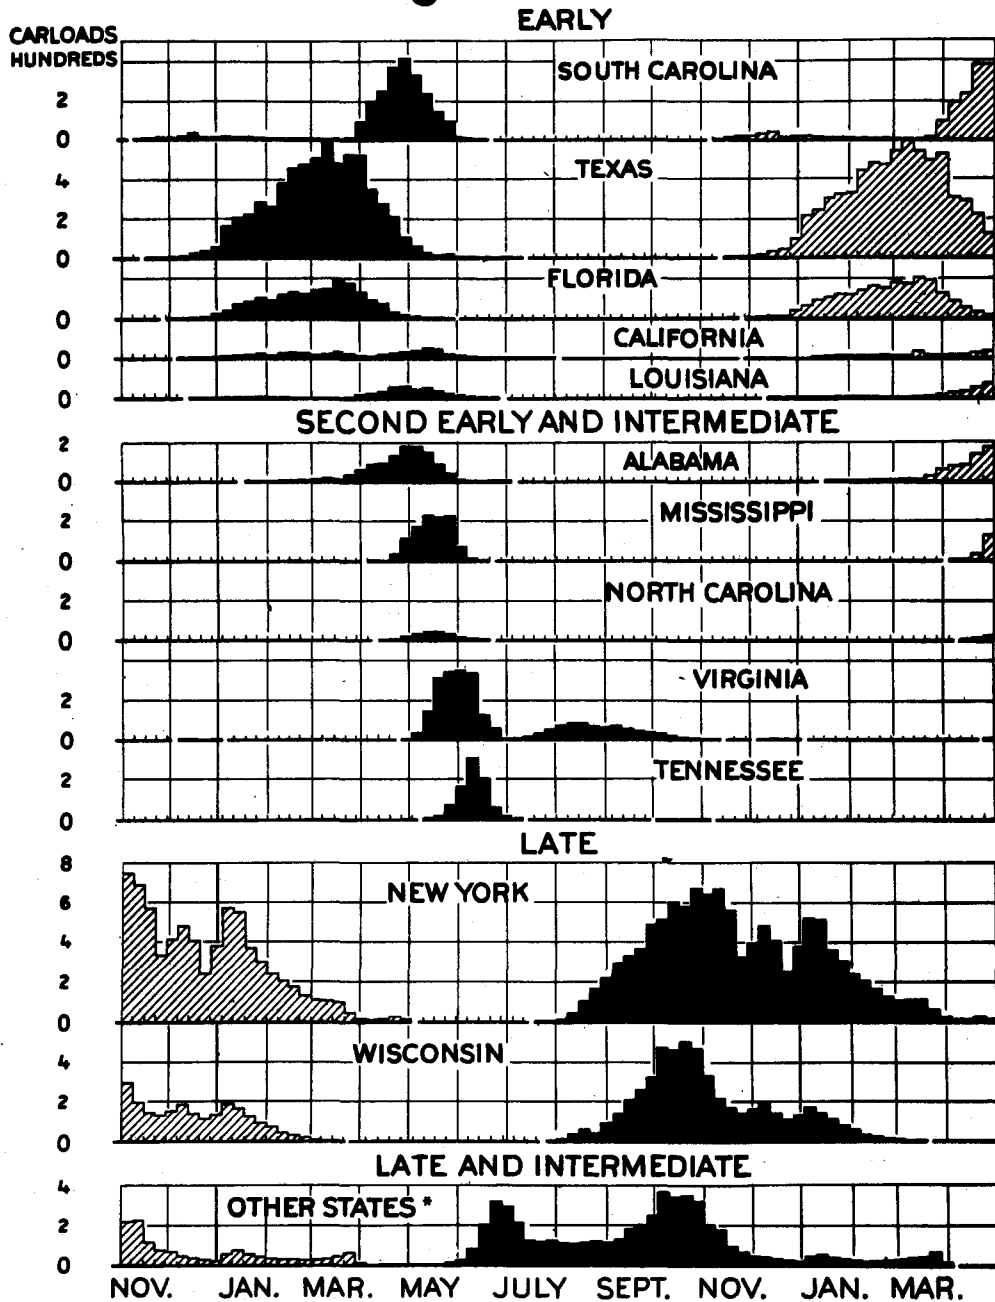 EARLY
CARLOADS
HUNDREDS
SOUTH CAROLINA
2
0
TEXAS
4
2
0
FLORIDA
0
CALIFORNIA
0
LOUISIANA
0
SECOND EARLY AND INTERMEDIATE
2
ALABAMA
0
MISSISSIPPI
2
0
NORTH CAROLINA
2
0
VIRGINIA
2
0
TENNESSEE
2
0
LATE
8
NEW YORK
6
4
2
0
WISCONSIN
4
2
0
LATE AND INTERMEDIATE
4
OTHER STATES *
2
0
NOV. JAN. MAR. MAY JULY SEPT. NOV. JAN. MAR.